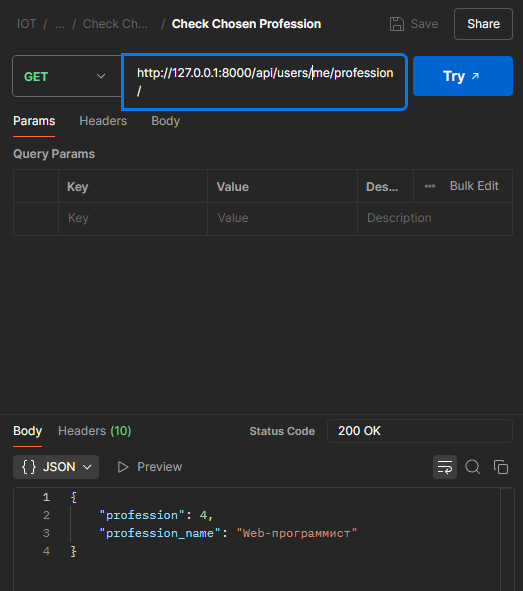 IOT / ... / Check Ch... / Check Chosen Profession Save Share
GET http://127.0.0.1:8000/api/users/me/profession
/
Try ↗
Params Headers Body
Query Params
Key Value Des... Bulk Edit
Key Value Description
Body Headers (10) Status Code 200 OK
{} JSON Preview
1 {
2 "profession": 4,
3 "profession_name": "Web-программист"
4 }